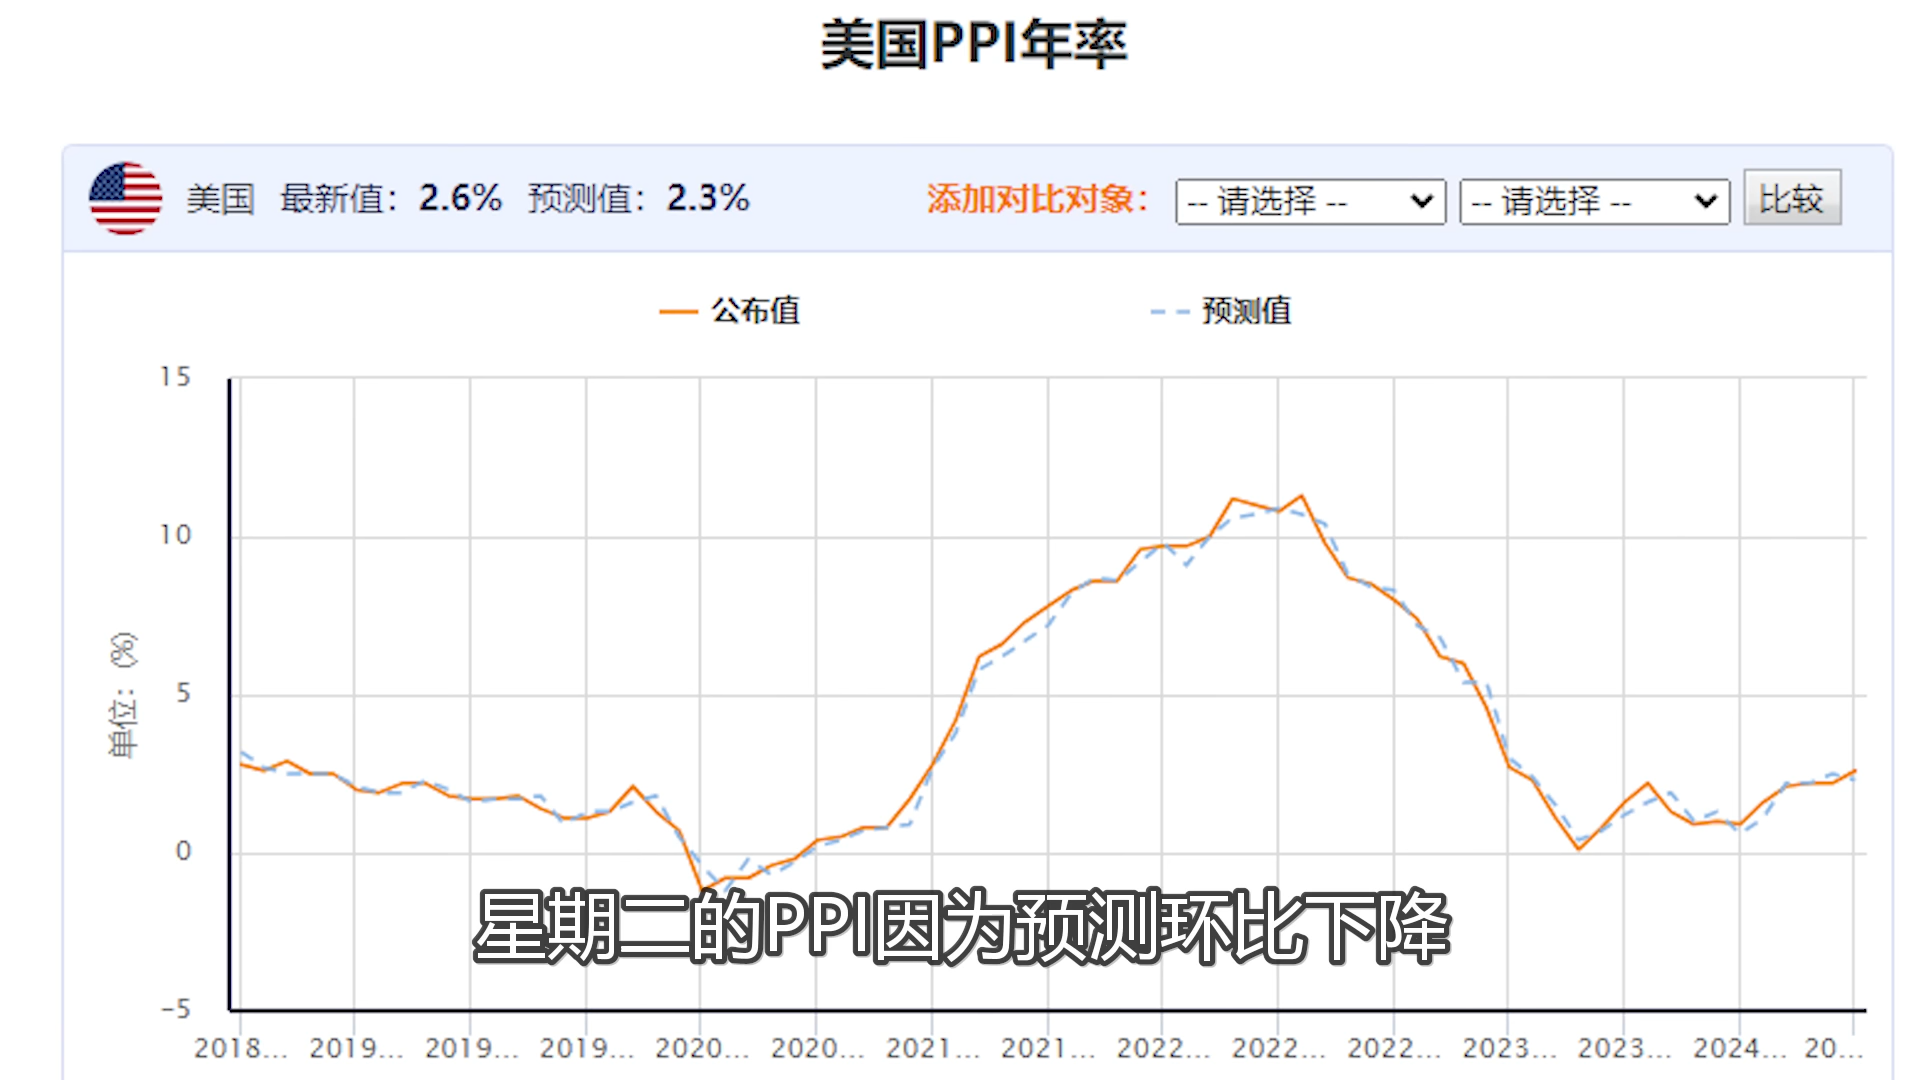 美国PPI年率
美国 最新值：2.6% 预测值：2.3% 添加对比对象： -- 请选择 -- -- 请选择 -- 比较
公布值 预测值
15
10
5
0
-5
单位：(%)
星期二的PPI因为预测环比下降
2018... 2019... 2019... 2019... 2020... 2020... 2021... 2021... 2022... 2022... 2022... 2023... 2023... 2024... 20...